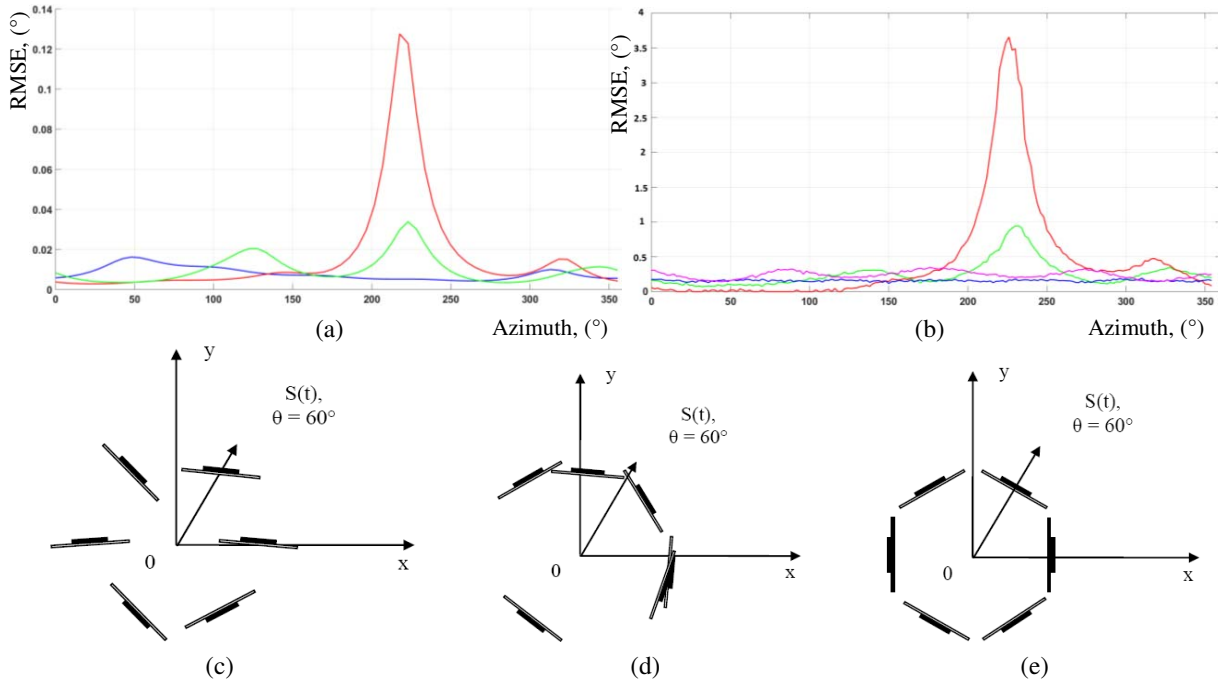 0.14
0.12
0.1
0.08
0.06
0.04
0.02
0
RMSE, (°)
0 50 100 150 200 250 300 350
(a)
Azimuth, (°)
4
3.5
3
2.5
2
1.5
1
0.5
0
RMSE, (°)
0 50 100 150 200 250 300 350
(b)
Azimuth, (°)
y
S(t),
θ = 60°
0
x
(c)
y
S(t),
θ = 60°
0
x
(d)
y
S(t),
θ = 60°
0
x
(e)